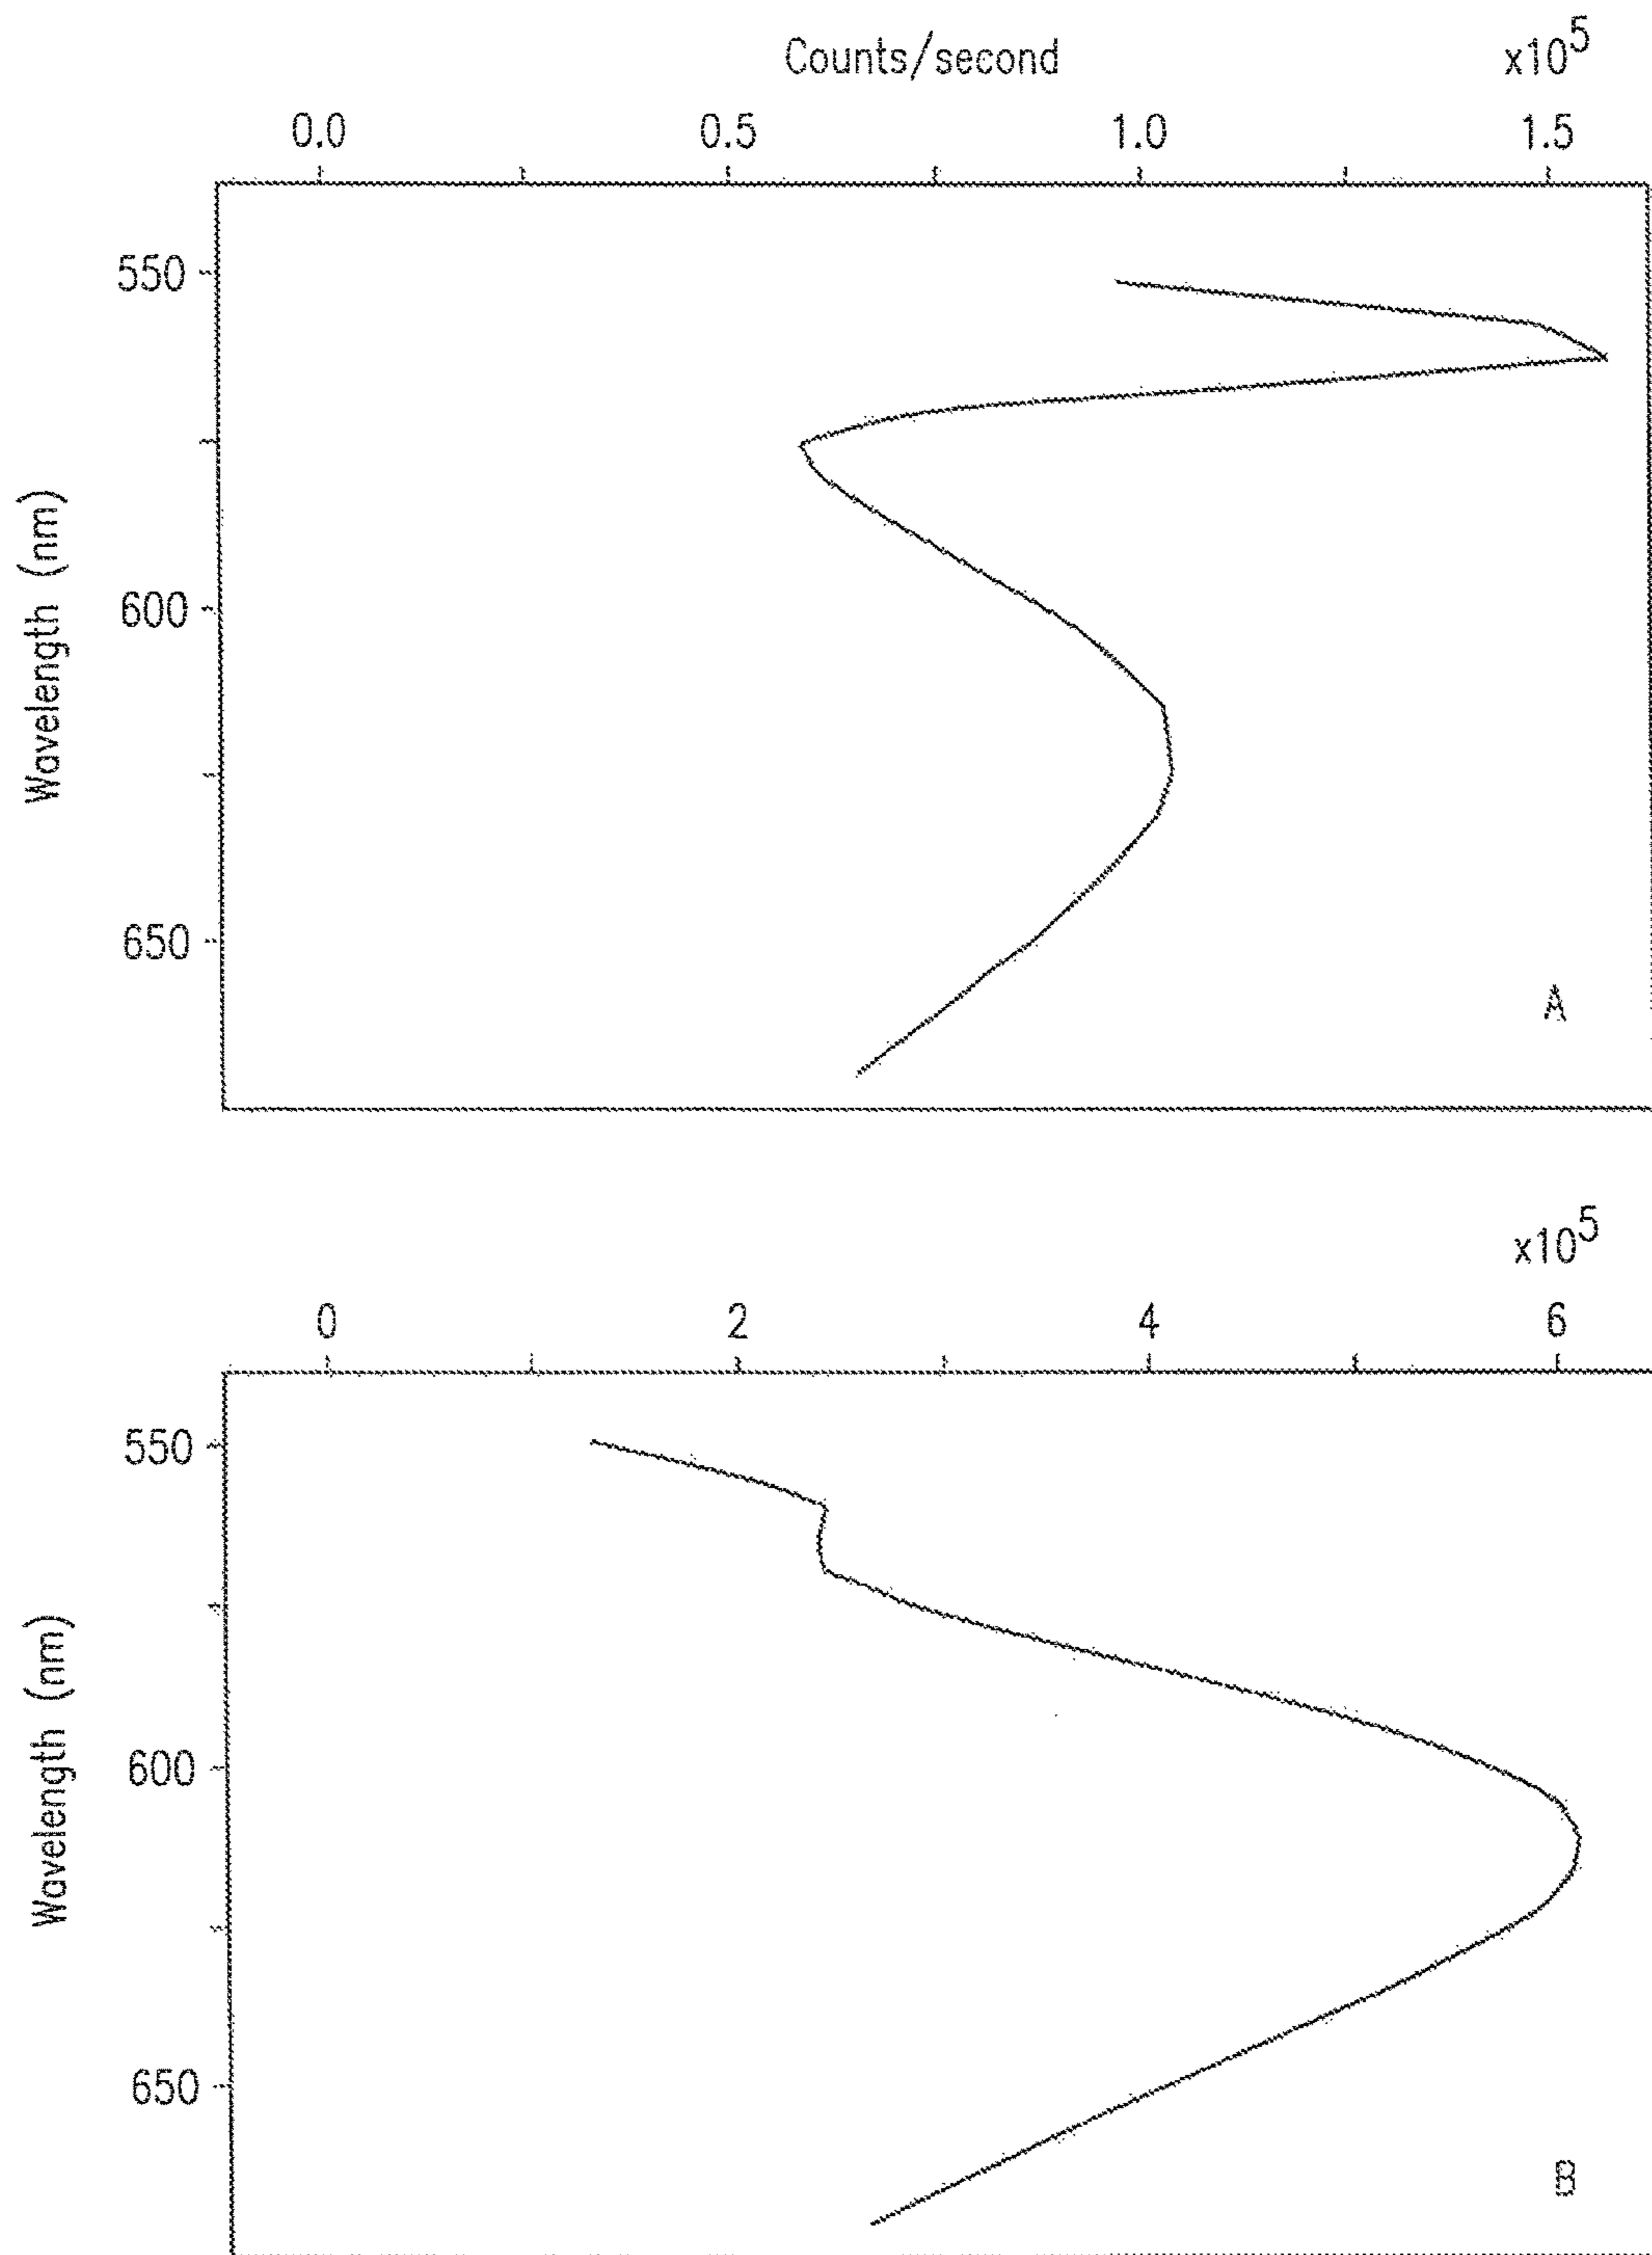 Counts/second x10^5
0.0 0.5 1.0 1.5
550
600
650
Wavelength (nm)
A
x10^5
0 2 4 6
550
600
650
Wavelength (nm)
B